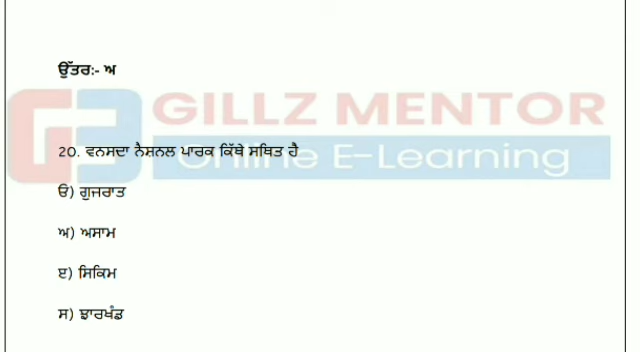 ਉੱਤਰ:- ਅ
GILLZ MENTOR
20. ਵਨਸਦਾ ਨੈਸ਼ਨਲ ਪਾਰਕ ਕਿੱਥੇ ਸਥਿਤ ਹੈ
Online E-Learning
ੳ) ਗੁਜਰਾਤ
ਅ) ਅਸਾਮ
ੲ) ਸਿਕਿਮ
ਸ) ਝਾਰਖੰਡ